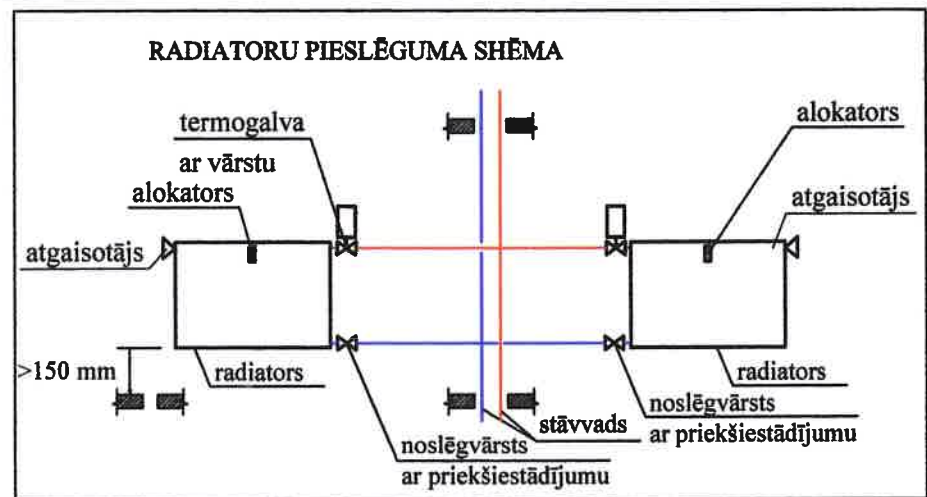 RADIATORU PIESLĒGUMA SHĒMA
termogalva
ar vārstu
alokators
atgaisotājs
alokators
atgaisotājs
>150 mm
radiators
radiators
noslēgvārsts
ar priekšiestādījumu
stāvvads
noslēgvārsts
ar priekšiestādījumu